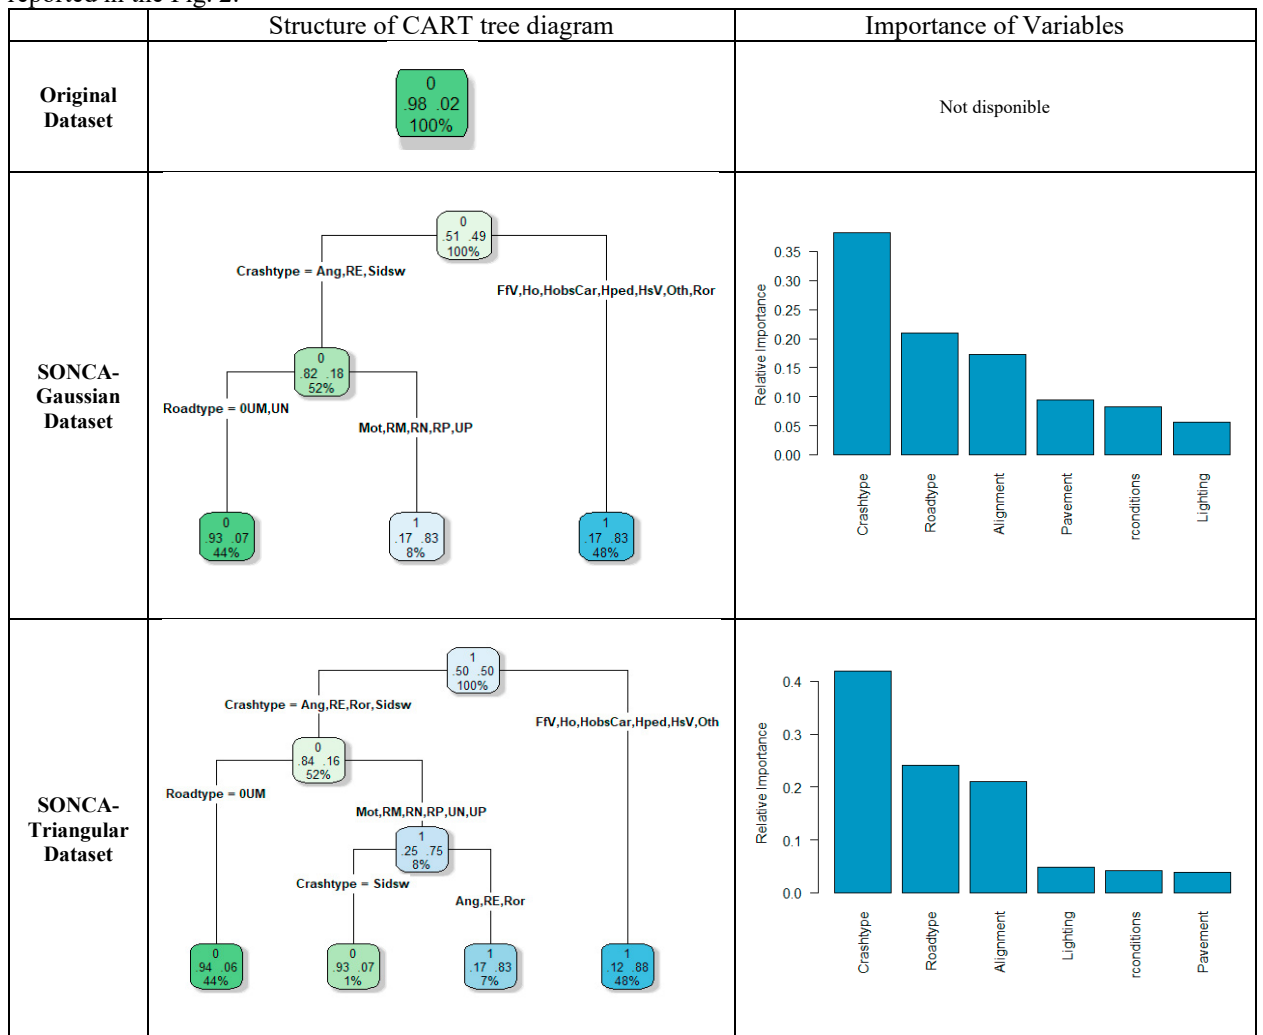 reported in the Fig. 2.
Structure of CART tree diagram
Importance of Variables
Original
Dataset
0
.98 .02
100%
Not disponible
SONCA-
Gaussian
Dataset
0
.51 .49
100%
Crashtype = Ang,RE,Sidsw
FfV,Ho,HobsCar,Hped,HsV,Oth,Ror
0
.82 .18
52%
Roadtype = 0UM,UN
Mot,RM,RN,RP,UP
0
.93 .07
44%
1
.17 .83
8%
1
.17 .83
48%
Relative Importance
0.35
0.30
0.25
0.20
0.15
0.10
0.05
0.00
Crashtype
Roadtype
Alignment
Pavement
rconditions
Lighting
SONCA-
Triangular
Dataset
1
.50 .50
100%
Crashtype = Ang,RE,Ror,Sidsw
FfV,Ho,HobsCar,Hped,HsV,Oth
0
.84 .16
52%
Roadtype = 0UM
Mot,RM,RN,RP,UN,UP
1
.25 .75
8%
Crashtype = Sidsw
Ang,RE,Ror
0
.94 .06
44%
0
.93 .07
1%
1
.17 .83
7%
1
.12 .88
48%
Relative Importance
0.4
0.3
0.2
0.1
0.0
Crashtype
Roadtype
Alignment
Lighting
rconditions
Pavement